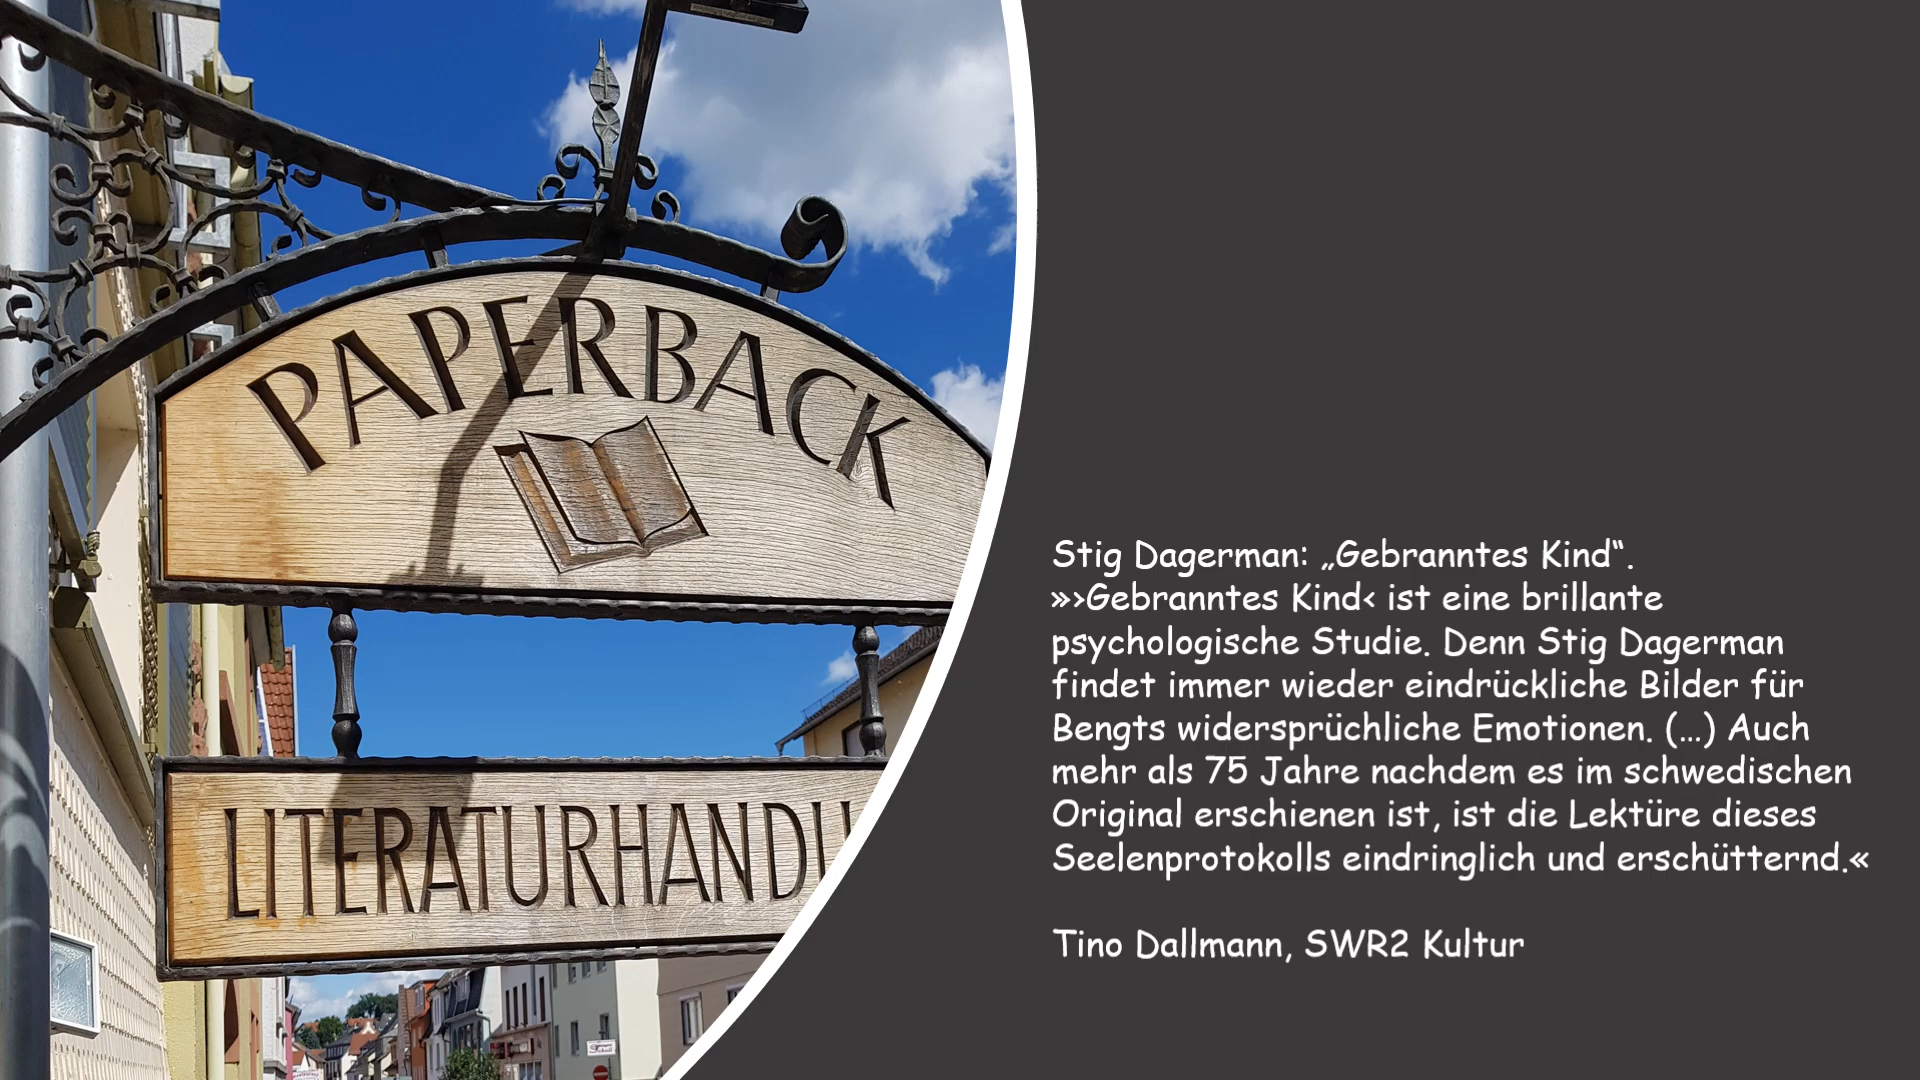 PAPERBACK
LITERATURHANDLU
Stig Dagerman: „Gebranntes Kind“.
»›Gebranntes Kind‹ ist eine brillante
psychologische Studie. Denn Stig Dagerman
findet immer wieder eindrückliche Bilder für
Bengts widersprüchliche Emotionen. (…) Auch
mehr als 75 Jahre nachdem es im schwedischen
Original erschienen ist, ist die Lektüre dieses
Seelenprotokolls eindringlich und erschütternd.«
Tino Dallmann, SWR2 Kultur